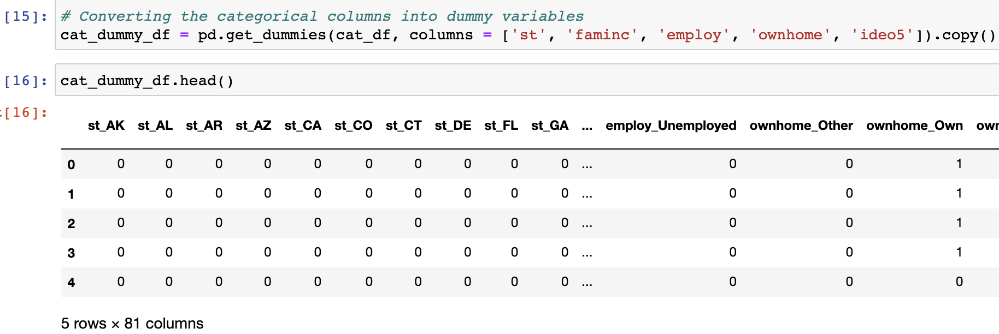 [15]: # Converting the categorical columns into dummy variables
cat_dummy_df = pd.get_dummies(cat_df, columns = ['st', 'faminc', 'employ', 'ownhome', 'ideo5']).copy()
[16]: cat_dummy_df.head()
t[16]:
st_AK st_AL st_AR st_AZ st_CA st_CO st_CT st_DE st_FL st_GA ... employ_Unemployed ownhome_Other ownhome_Own own
0 0 0 0 0 0 0 0 0 0 0 ... 0 0 1
1 0 0 0 0 0 0 0 0 0 0 ... 0 0 1
2 0 0 0 0 0 0 0 0 0 0 ... 0 0 1
3 0 0 0 0 0 0 0 0 0 0 ... 0 0 1
4 0 0 0 0 0 0 0 0 0 0 ... 0 0 0
5 rows × 81 columns